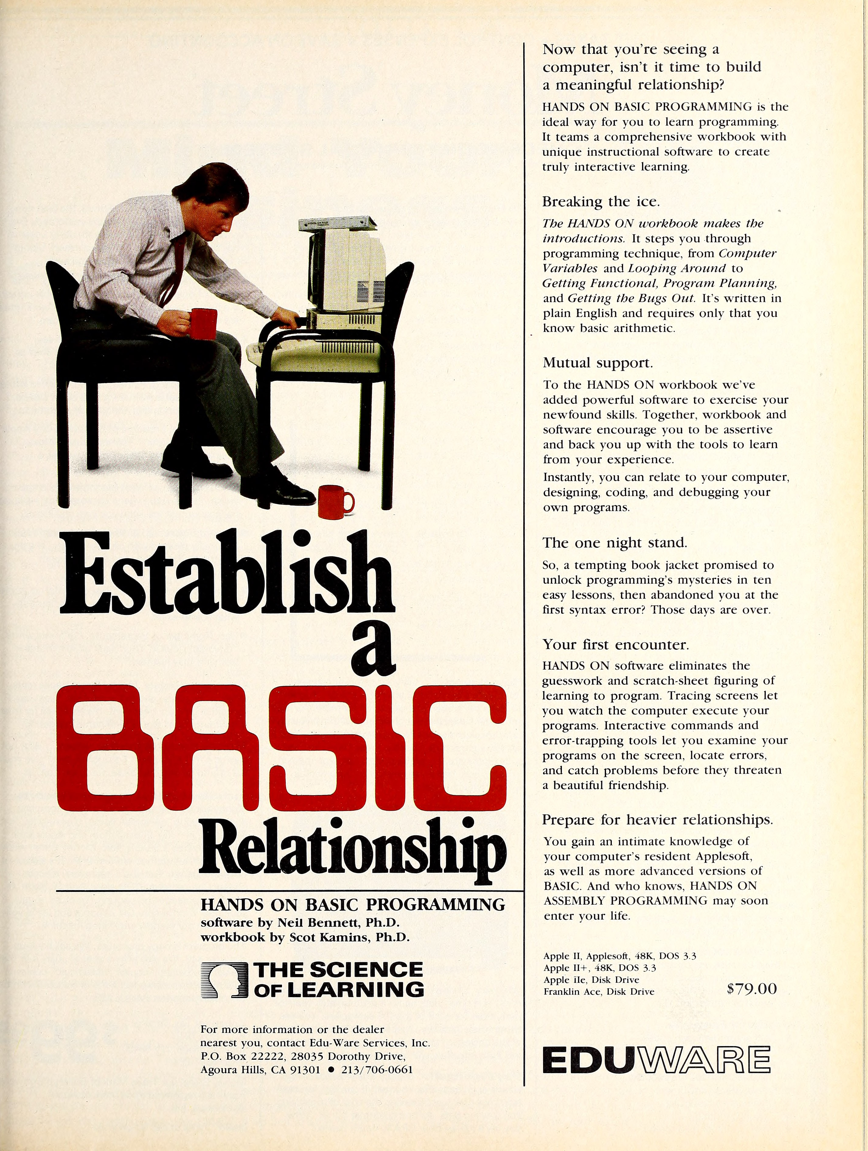 Establish
a
BASIC
Relationship
HANDS ON BASIC PROGRAMMING
software by Neil Bennett, Ph.D.
workbook by Scot Kamins, Ph.D.
THE SCIENCE
OF LEARNING
For more information or the dealer
nearest you, contact Edu-Ware Services, Inc.
P.O. Box 22222, 28035 Dorothy Drive,
Agoura Hills, CA 91301 ● 213/706-0661
Now that you're seeing a
computer, isn't it time to build
a meaningful relationship?
HANDS ON BASIC PROGRAMMING is the
ideal way for you to learn programming.
It teams a comprehensive workbook with
unique instructional software to create
truly interactive learning.
Breaking the ice.
The HANDS ON workbook makes the
introductions. It steps you through
programming technique, from Computer
Variables and Looping Around to
Getting Functional, Program Planning,
and Getting the Bugs Out. It's written in
plain English and requires only that you
know basic arithmetic.
Mutual support.
To the HANDS ON workbook we've
added powerful software to exercise your
newfound skills. Together, workbook and
software encourage you to be assertive
and back you up with the tools to learn
from your experience.
Instantly, you can relate to your computer,
designing, coding, and debugging your
own programs.
The one night stand.
So, a tempting book jacket promised to
unlock programming's mysteries in ten
easy lessons, then abandoned you at the
first syntax error? Those days are over.
Your first encounter.
HANDS ON software eliminates the
guesswork and scratch-sheet figuring of
learning to program. Tracing screens let
you watch the computer execute your
programs. Interactive commands and
error-trapping tools let you examine your
programs on the screen, locate errors,
and catch problems before they threaten
a beautiful friendship.
Prepare for heavier relationships.
You gain an intimate knowledge of
your computer's resident Applesoft,
as well as more advanced versions of
BASIC. And who knows, HANDS ON
ASSEMBLY PROGRAMMING may soon
enter your life.
Apple II, Applesoft, 48K, DOS 3.3
Apple II+, 48K, DOS 3.3
Apple IIe, Disk Drive
Franklin Ace, Disk Drive $79.00
EDUWARE